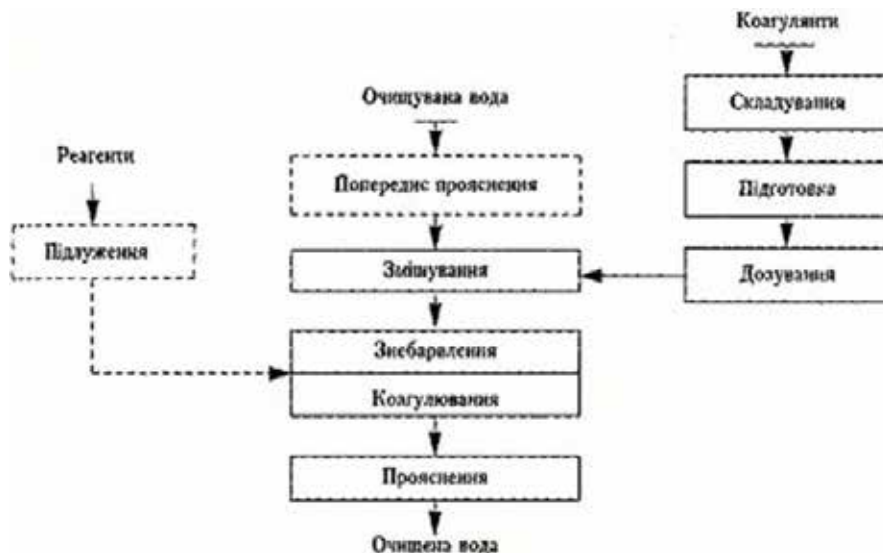 Коагулянти
Складування
Очищувана вода
Реагенти
Попереднє прояснення
Підготовка
Підлуження
Змішування
Дозування
Знебарвлення
Коагулювання
Прояснення
Очищена вода